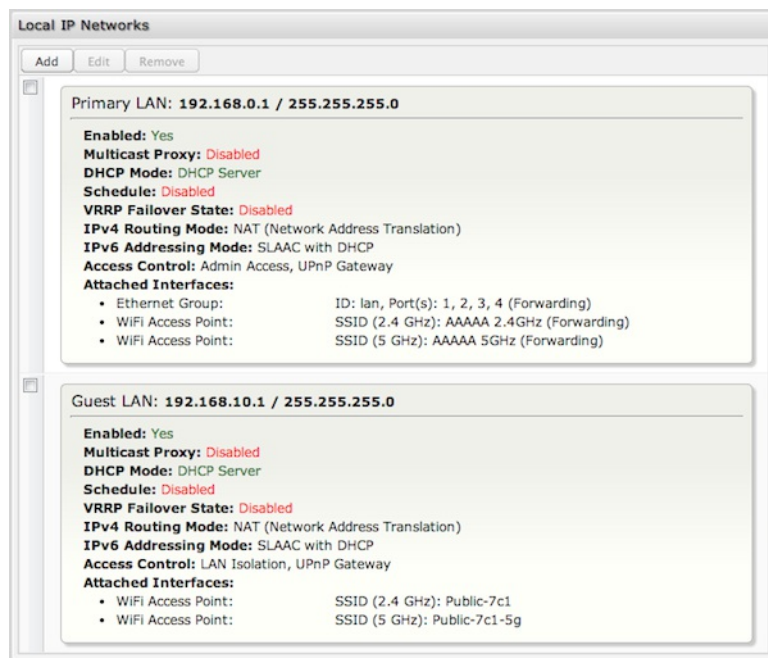 Local IP Networks
Add Edit Remove
Primary LAN: 192.168.0.1 / 255.255.255.0
Enabled: Yes
Multicast Proxy: Disabled
DHCP Mode: DHCP Server
Schedule: Disabled
VRRP Failover State: Disabled
IPv4 Routing Mode: NAT (Network Address Translation)
IPv6 Addressing Mode: SLAAC with DHCP
Access Control: Admin Access, UPnP Gateway
Attached Interfaces:
• Ethernet Group: ID: lan, Port(s): 1, 2, 3, 4 (Forwarding)
• WiFi Access Point: SSID (2.4 GHz): AAAAA 2.4GHz (Forwarding)
• WiFi Access Point: SSID (5 GHz): AAAAA 5GHz (Forwarding)
Guest LAN: 192.168.10.1 / 255.255.255.0
Enabled: Yes
Multicast Proxy: Disabled
DHCP Mode: DHCP Server
Schedule: Disabled
VRRP Failover State: Disabled
IPv4 Routing Mode: NAT (Network Address Translation)
IPv6 Addressing Mode: SLAAC with DHCP
Access Control: LAN Isolation, UPnP Gateway
Attached Interfaces:
• WiFi Access Point: SSID (2.4 GHz): Public-7c1
• WiFi Access Point: SSID (5 GHz): Public-7c1-5g